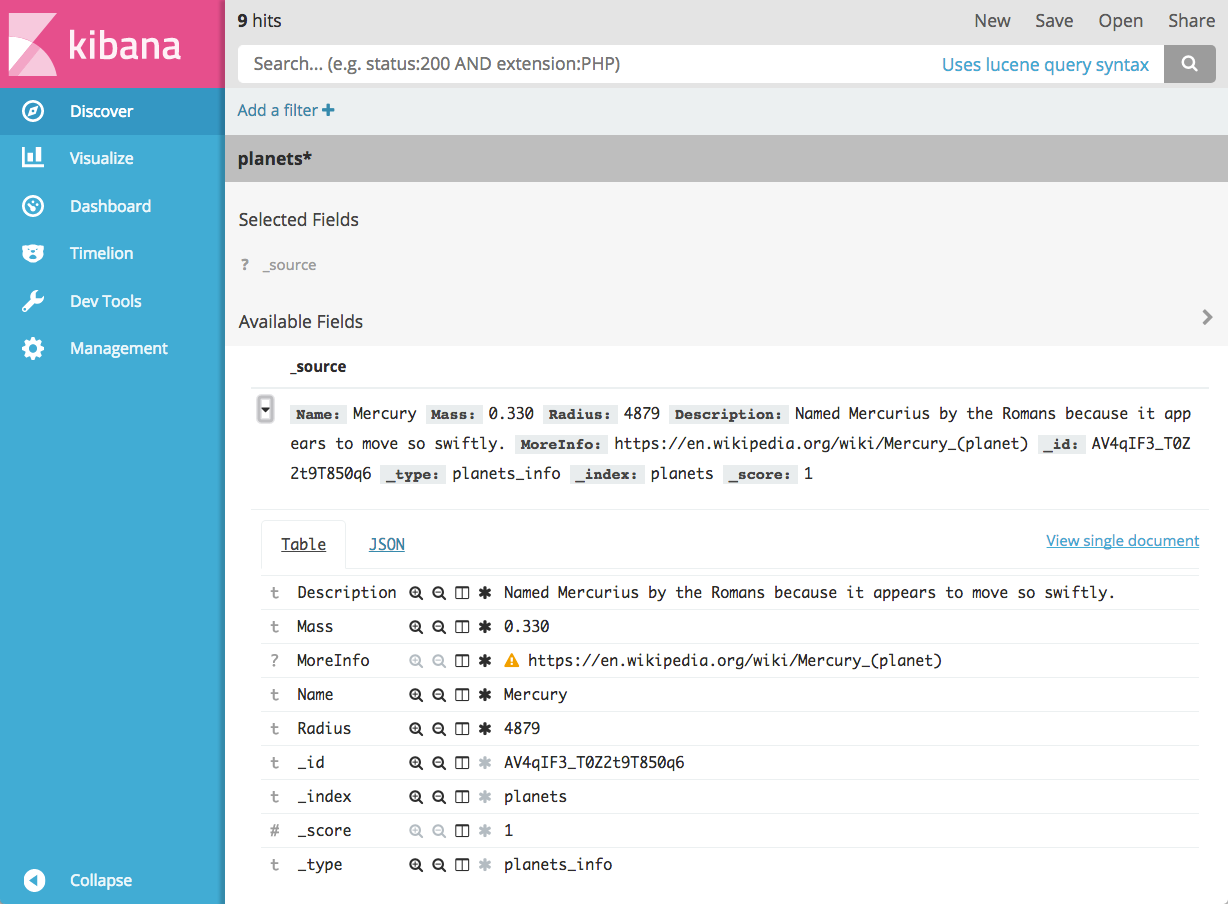 kibana
Discover
Visualize
Dashboard
Timelion
Dev Tools
Management
Collapse
9 hits
New Save Open Share
Search... (e.g. status:200 AND extension:PHP) Uses lucene query syntax
Add a filter +
planets*
Selected Fields
? _source
Available Fields
_source
Name: Mercury Mass: 0.330 Radius: 4879 Description: Named Mercurius by the Romans because it app
ears to move so swiftly. MoreInfo: https://en.wikipedia.org/wiki/Mercury_(planet) _id: AV4qIF3_T0Z
2t9T850q6 _type: planets_info _index: planets _score: 1
Table JSON View single document
t Description Named Mercurius by the Romans because it appears to move so swiftly.
t Mass 0.330
? MoreInfo https://en.wikipedia.org/wiki/Mercury_(planet)
t Name Mercury
t Radius 4879
t _id AV4qIF3_T0Z2t9T850q6
t _index planets
# _score 1
t _type planets_info